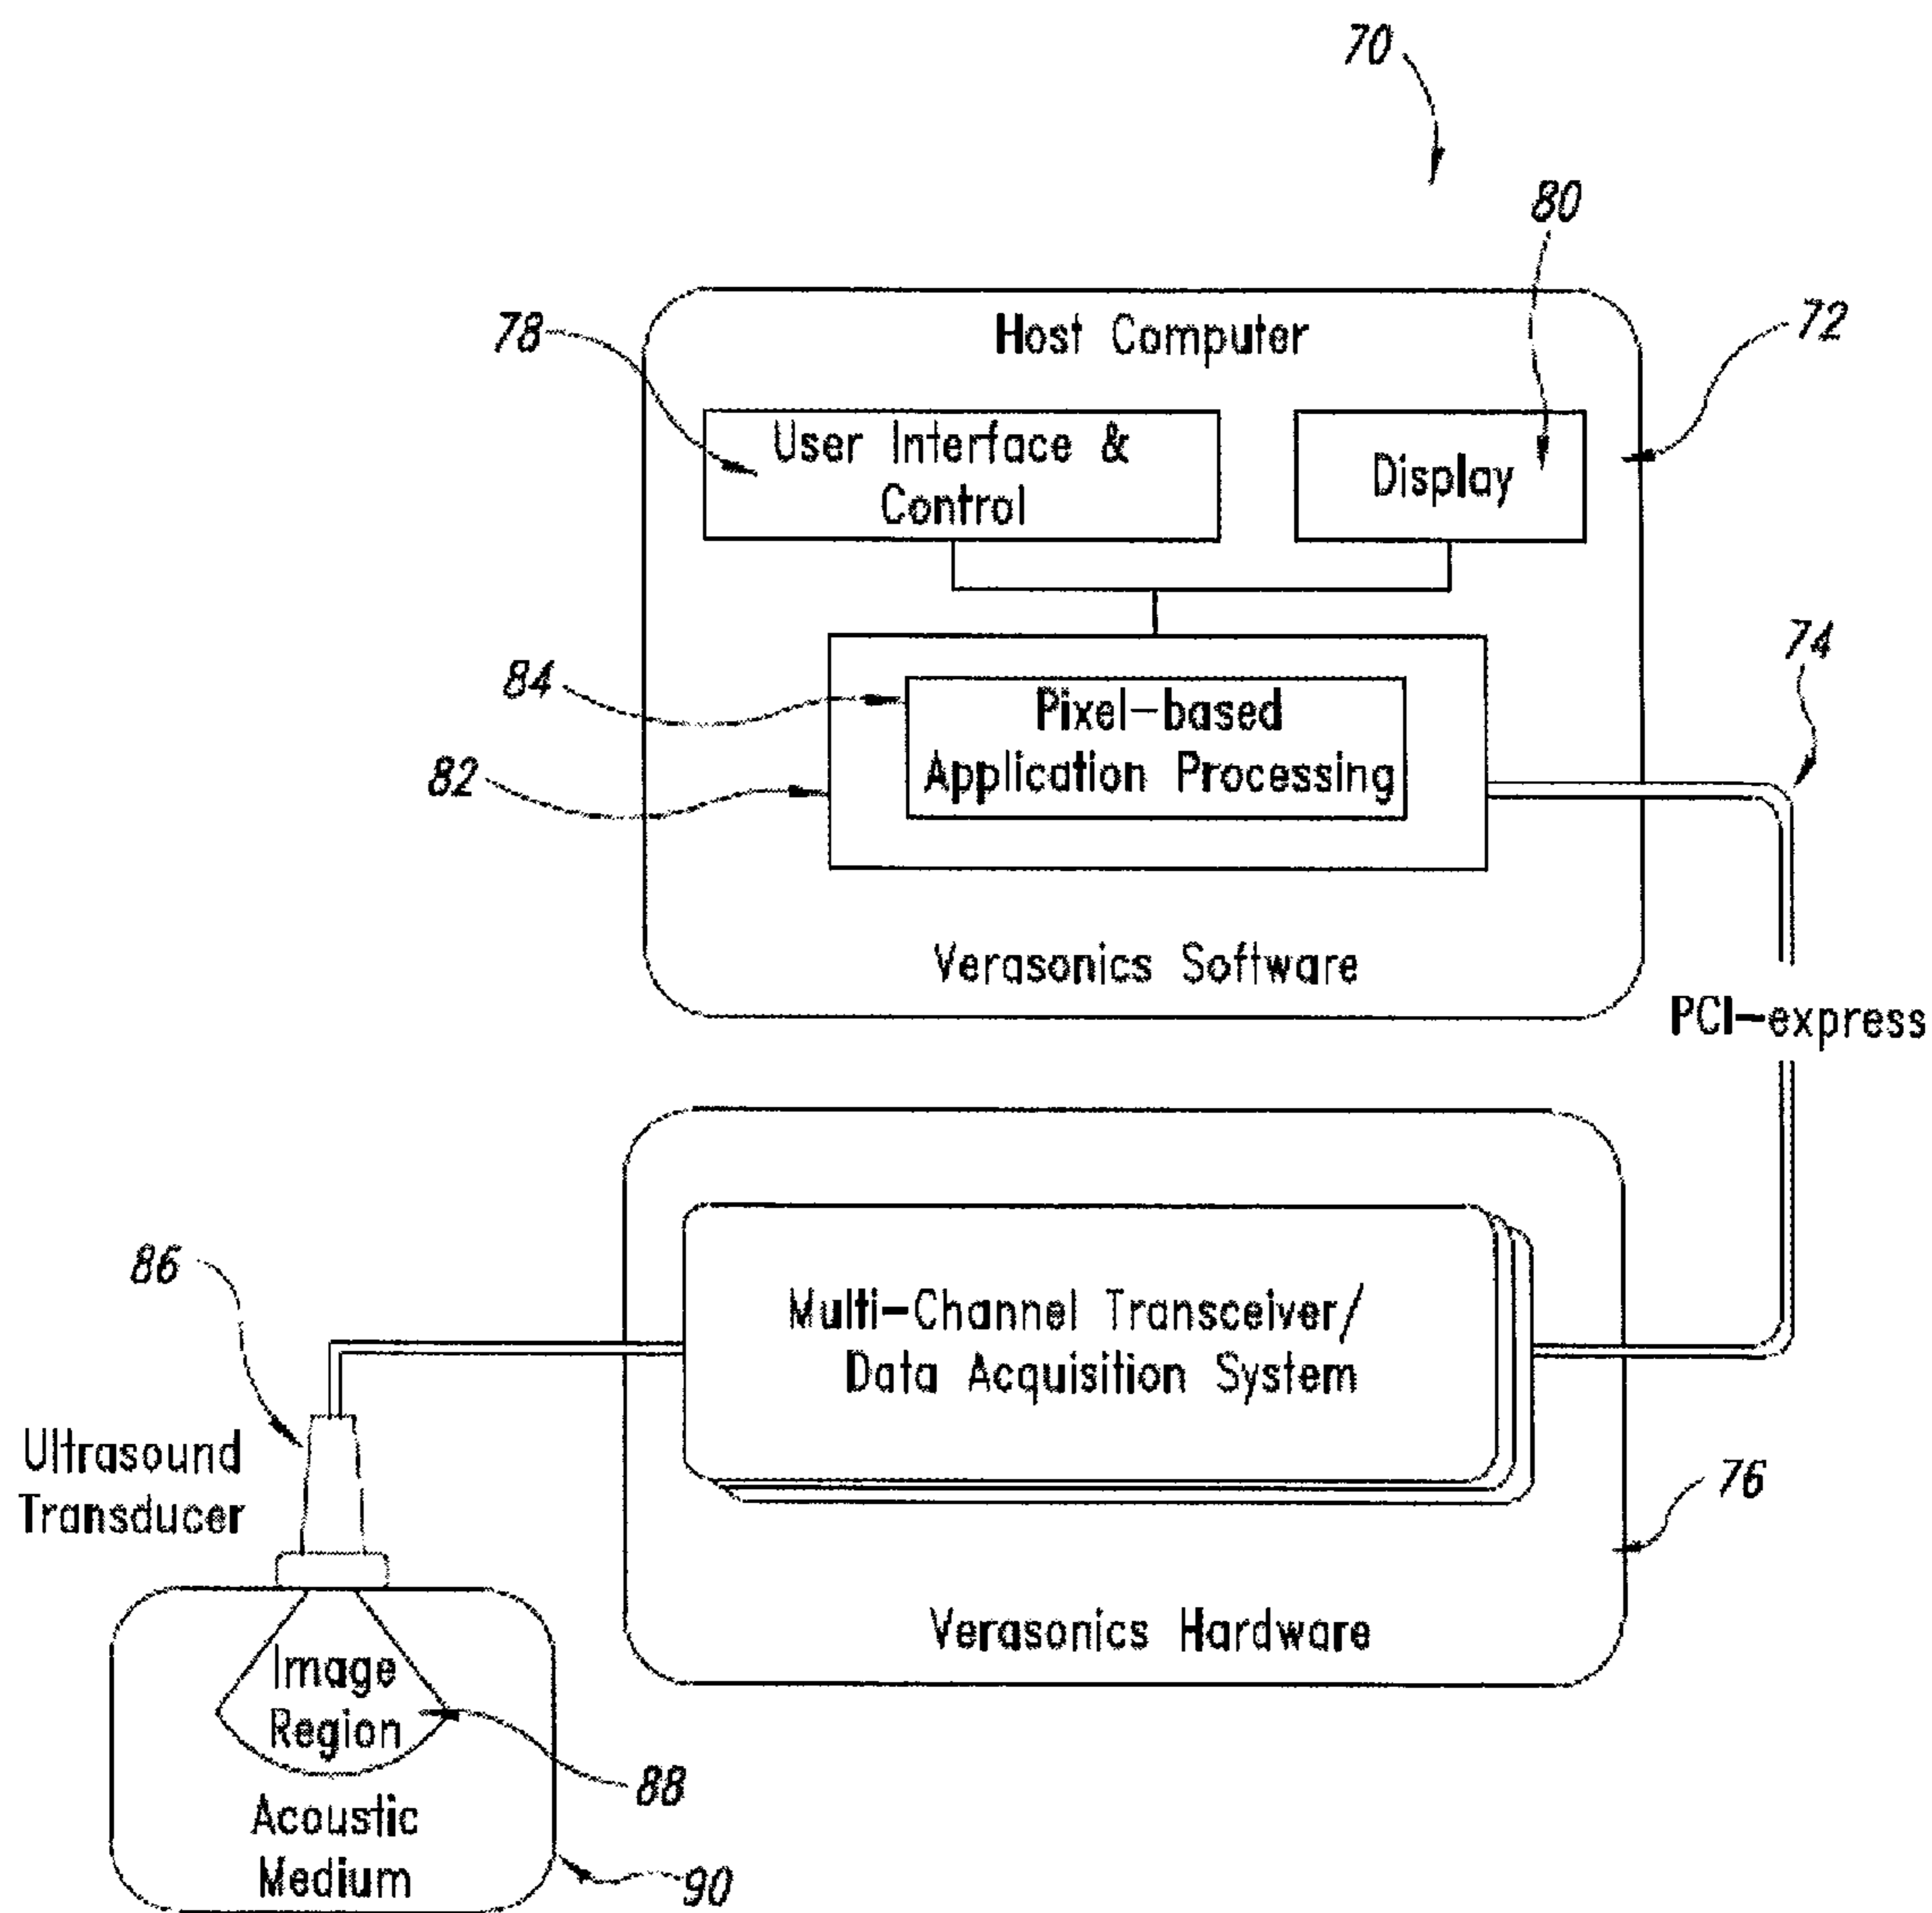 70
80
Host Computer
78
72
User Interface &
Control
Display
74
84
Pixel-based
Application Processing
82
Verasonics Software
PCI-express
86
Multi-Channel Transceiver/
Data Acquisition System
Ultrasound
Transducer
76
Verasonics Hardware
Image
Region
88
Acoustic
Medium
90